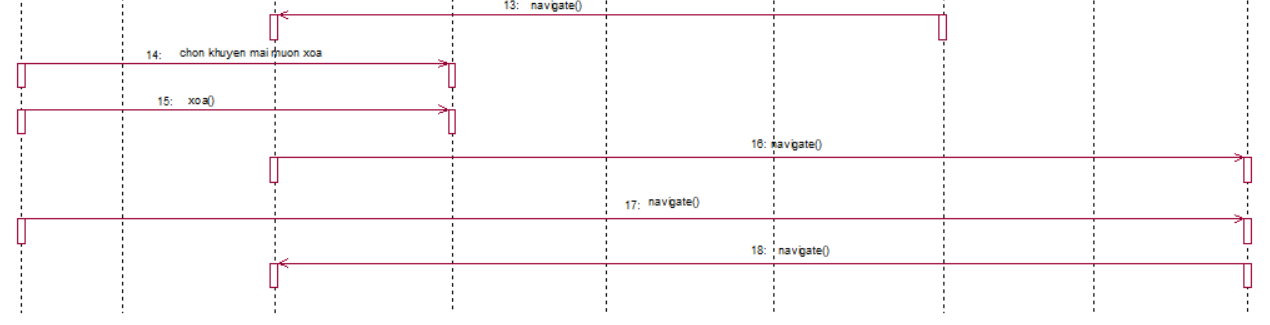 13: navigate()
14: chon khuyen mai muon xoa
15: xoa()
16: navigate()
17: navigate()
18: navigate()